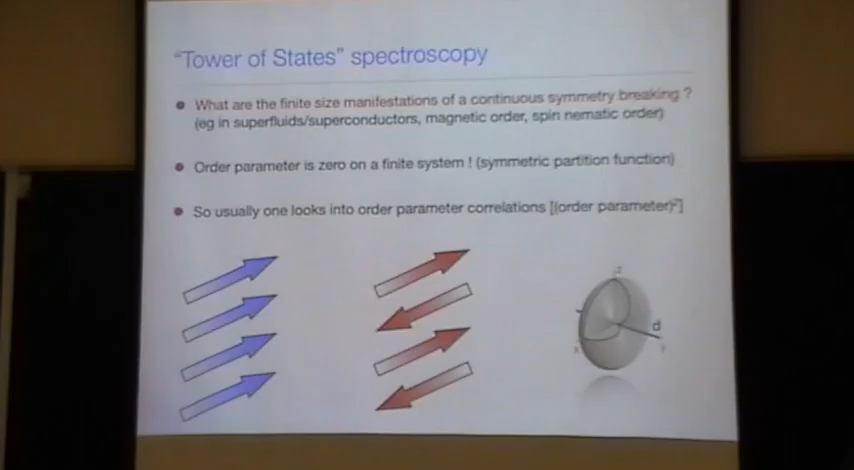 "Tower of States" spectroscopy
What are the finite size manifestations of a continuous symmetry breaking ?
(eg in superfluids/superconductors, magnetic order, spin nematic order)
Order parameter is zero on a finite system ! (symmetric partition function)
So usually one looks into order parameter correlations [(order parameter)²]
z
d